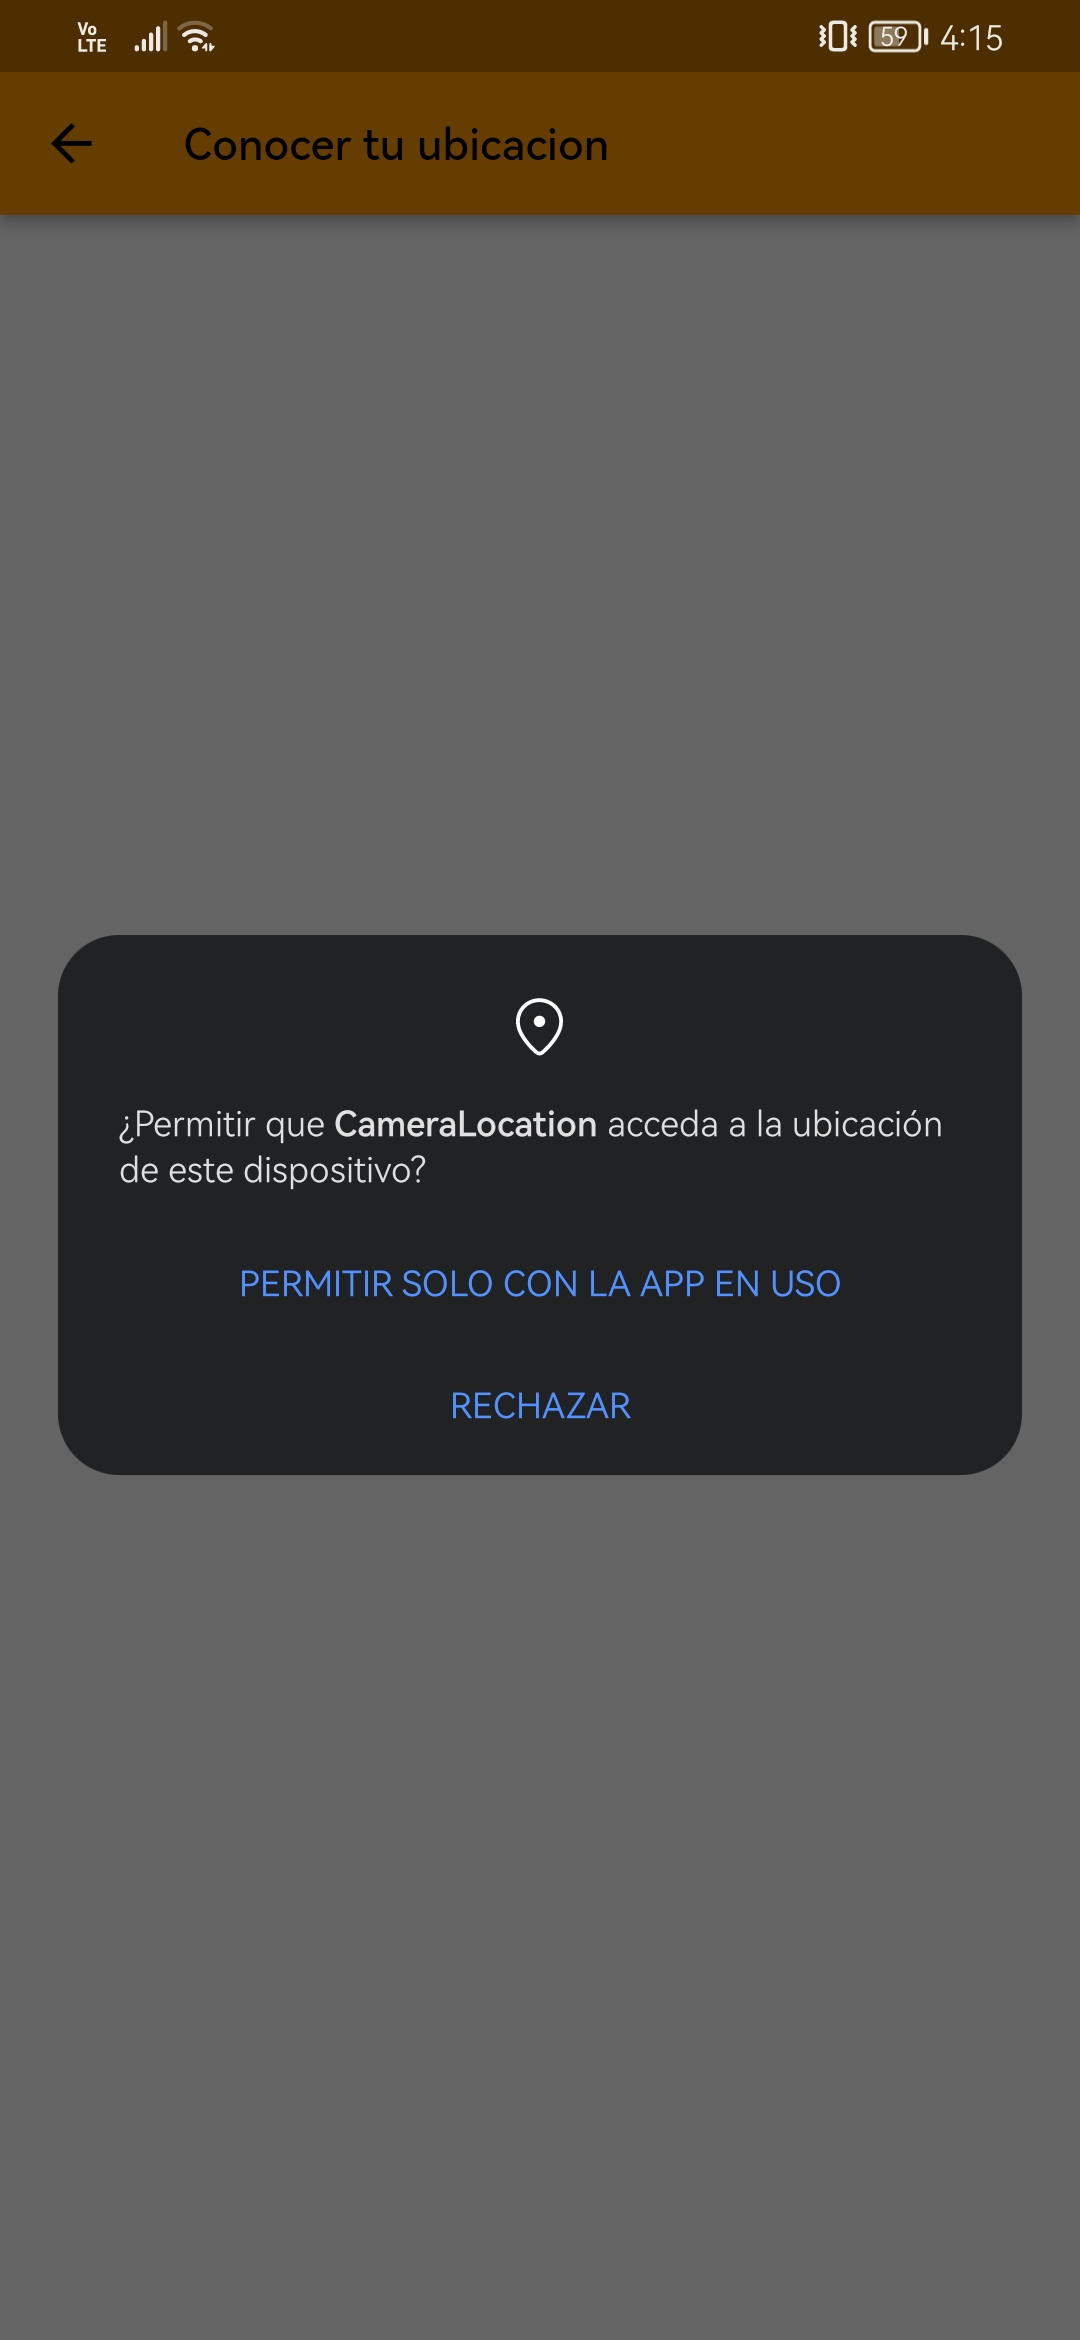 Vo
LTE
59
4:15
Conocer tu ubicacion
¿Permitir que CameraLocation acceda a la ubicación
de este dispositivo?
PERMITIR SOLO CON LA APP EN USO
RECHAZAR